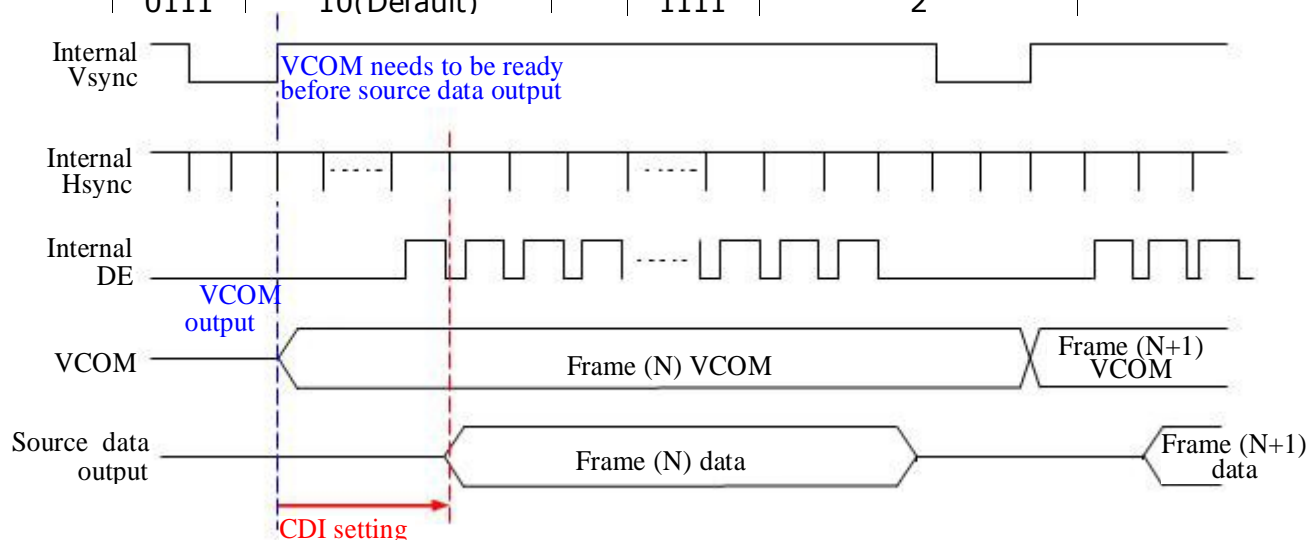 0111 10(Default) 1111 2
Internal
Vsync
VCOM needs to be ready
before source data output
Internal
Hsync
Internal
DE
VCOM
output
VCOM
Frame (N) VCOM
Frame (N+1)
VCOM
Source data
output
Frame (N) data
Frame (N+1)
data
CDI setting